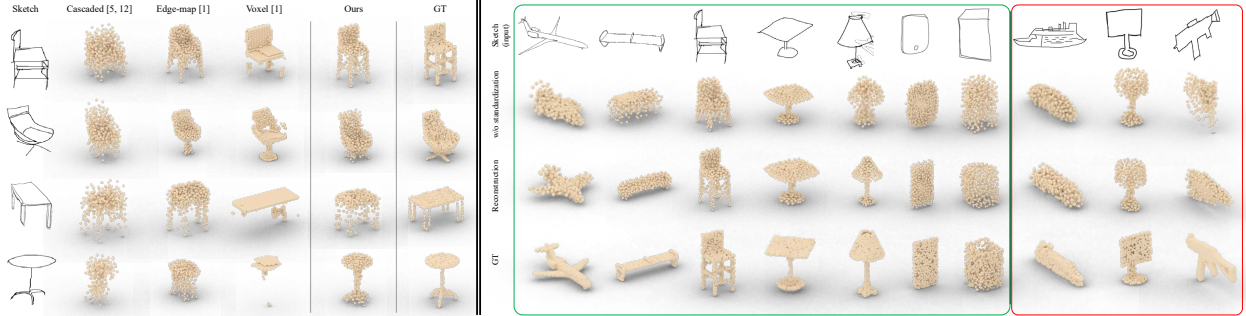 Sketch Cascaded [5, 12] Edge-map [1] Voxel [1] Ours GT
Sketch
(input)
w/o standardization
Reconstruction
GT